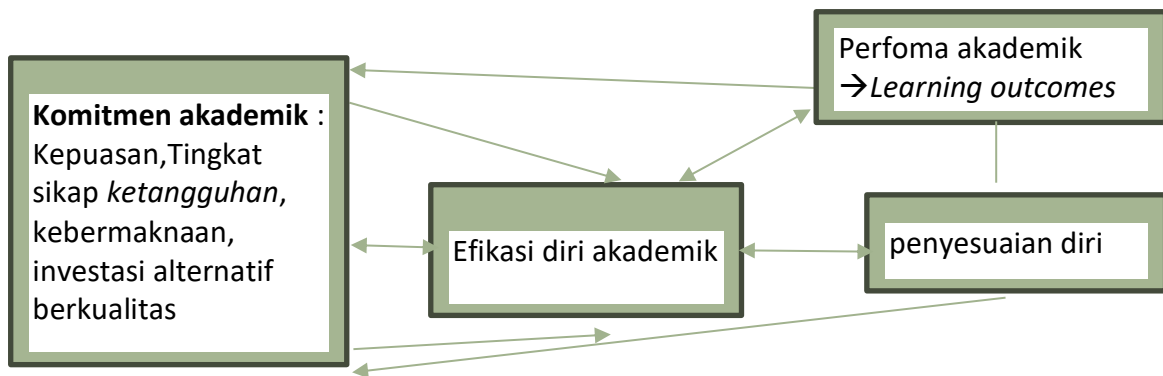 Komitmen akademik :
Kepuasan,Tingkat
sikap ketangguhan,
kebermaknaan,
investasi alternatif
berkualitas
Efikasi diri akademik
Perfoma akademik
→Learning outcomes
penyesuaian diri